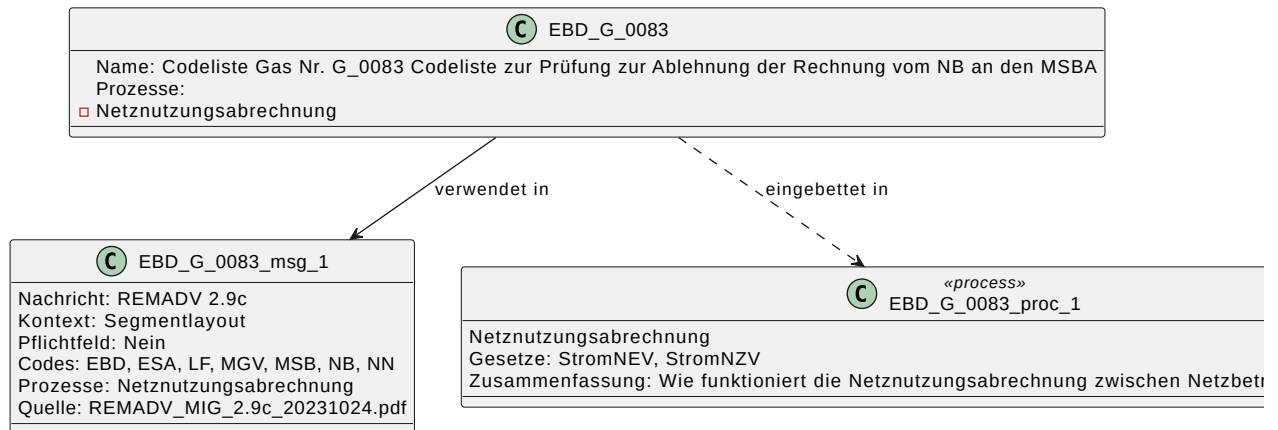 C EBD_G_0083
Name: Codeliste Gas Nr. G_0083 Codeliste zur Prüfung zur Ablehnung der Rechnung vom NB an den MSBA
Prozesse:
Netznutzungsabrechnung
verwendet in
eingebettet in
C EBD_G_0083_msg_1
Nachricht: REMADV 2.9c
Kontext: Segmentlayout
Pflichtfeld: Nein
Codes: EBD, ESA, LF, MGV, MSB, NB, NN
Prozesse: Netznutzungsabrechnung
Quelle: REMADV_MIG_2.9c_20231024.pdf
«process»
C EBD_G_0083_proc_1
Netznutzungsabrechnung
Gesetze: StromNEV, StromNZV
Zusammenfassung: Wie funktioniert die Netznutzungsabrechnung zwischen